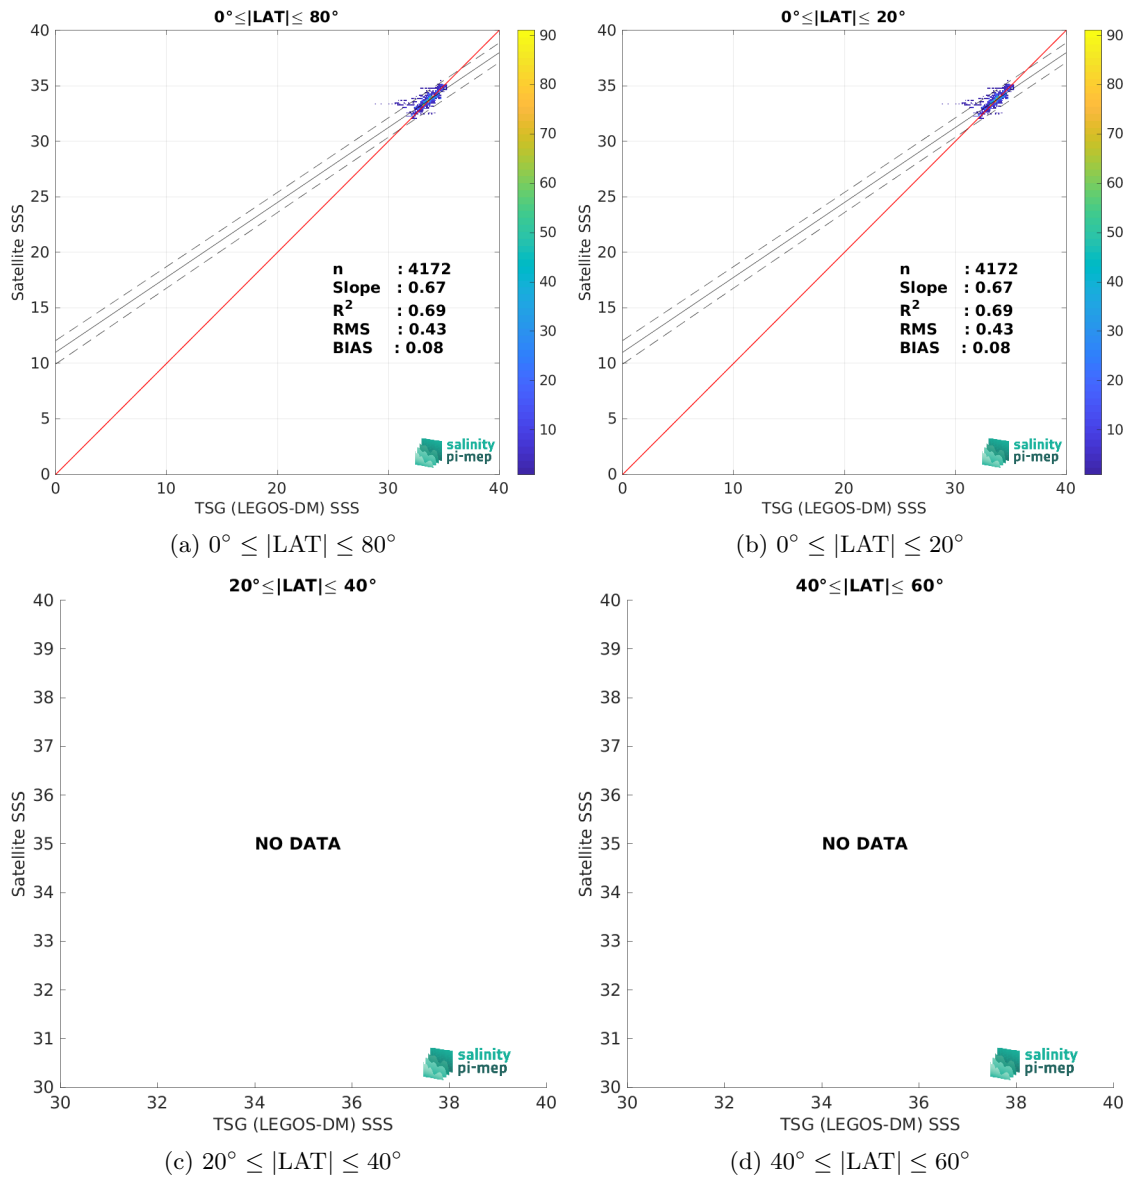 0°≤|LAT|≤ 80°
40
35
30
25
20
15
10
5
0
Satellite SSS
n : 4172
Slope : 0.67
R² : 0.69
RMS : 0.43
BIAS : 0.08
salinity
pi-mep
0 10 20 30 40
TSG (LEGOS-DM) SSS
90
80
70
60
50
40
30
20
10
(a) 0° ≤ |LAT| ≤ 80°
0°≤|LAT|≤ 20°
40
35
30
25
20
15
10
5
0
Satellite SSS
n : 4172
Slope : 0.67
R² : 0.69
RMS : 0.43
BIAS : 0.08
salinity
pi-mep
0 10 20 30 40
TSG (LEGOS-DM) SSS
90
80
70
60
50
40
30
20
10
(b) 0° ≤ |LAT| ≤ 20°
20°≤|LAT|≤ 40°
40
39
38
37
36
35
34
33
32
31
30
Satellite SSS
NO DATA
salinity
pi-mep
30 32 34 36 38 40
TSG (LEGOS-DM) SSS
(c) 20° ≤ |LAT| ≤ 40°
40°≤|LAT|≤ 60°
40
39
38
37
36
35
34
33
32
31
30
Satellite SSS
NO DATA
salinity
pi-mep
30 32 34 36 38 40
TSG (LEGOS-DM) SSS
(d) 40° ≤ |LAT| ≤ 60°